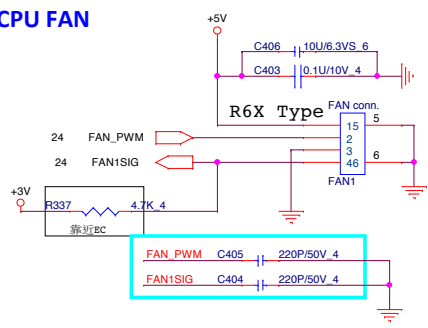 CPU FAN
+5V
C406 10U/6.3VS_6
C403 0.1U/10V_4
R6X Type FAN conn.
15 5
24 FAN_PWM 2
3
24 FAN1SIG 46 6
FAN1
+3V
R337 4.7K_4
靠近EC
FAN_PWM C405 220P/50V_4
FAN1SIG C404 220P/50V_4